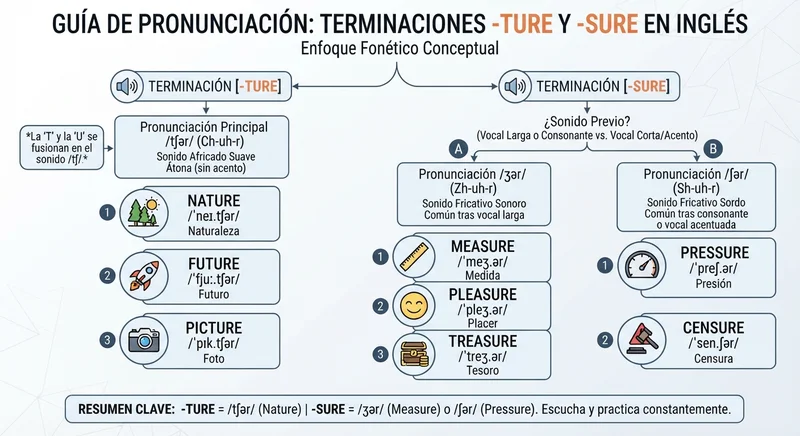 GUÍA DE PRONUNCIACIÓN: TERMINACIONES -TURE Y -SURE EN INGLÉS
Enfoque Fonético Conceptual
TERMINACIÓN [-TURE]
*La 'T' y la 'U' se
fusionan en el
sonido /tʃ/.*
Pronunciación Principal
/tʃər/ (Ch-uh-r)
Sonido Africado Suave
Átona (sin acento)
1
NATURE
/ˈneɪ.tʃər/
Naturaleza
2
FUTURE
/ˈfjuː.tʃər/
Futuro
3
PICTURE
/ˈpɪk.tʃər/
Foto
TERMINACIÓN [-SURE]
¿Sonido Previo?
(Vocal Larga o Consonante vs. Vocal Corta/Acento)
A
Pronunciación /ʒər/
(Zh-uh-r)
Sonido Fricativo Sonoro
Común tras vocal larga
1
MEASURE
/ˈmeʒ.ər/
Medida
2
PLEASURE
/ˈpleʒ.ər/
Placer
3
TREASURE
/ˈtreʒ.ər/
Tesoro
B
Pronunciación /ʃər/
(Sh-uh-r)
Sonido Fricativo Sordo
Común tras consonante
o vocal acentuada
1
PRESSURE
/ˈpreʃ.ər/
Presión
2
CENSURE
/ˈsen.ʃər/
Censura
RESUMEN CLAVE: -TURE = /tʃər/ (Nature) | -SURE = /ʒər/ (Measure) o /ʃər/ (Pressure). Escucha y practica constantemente.